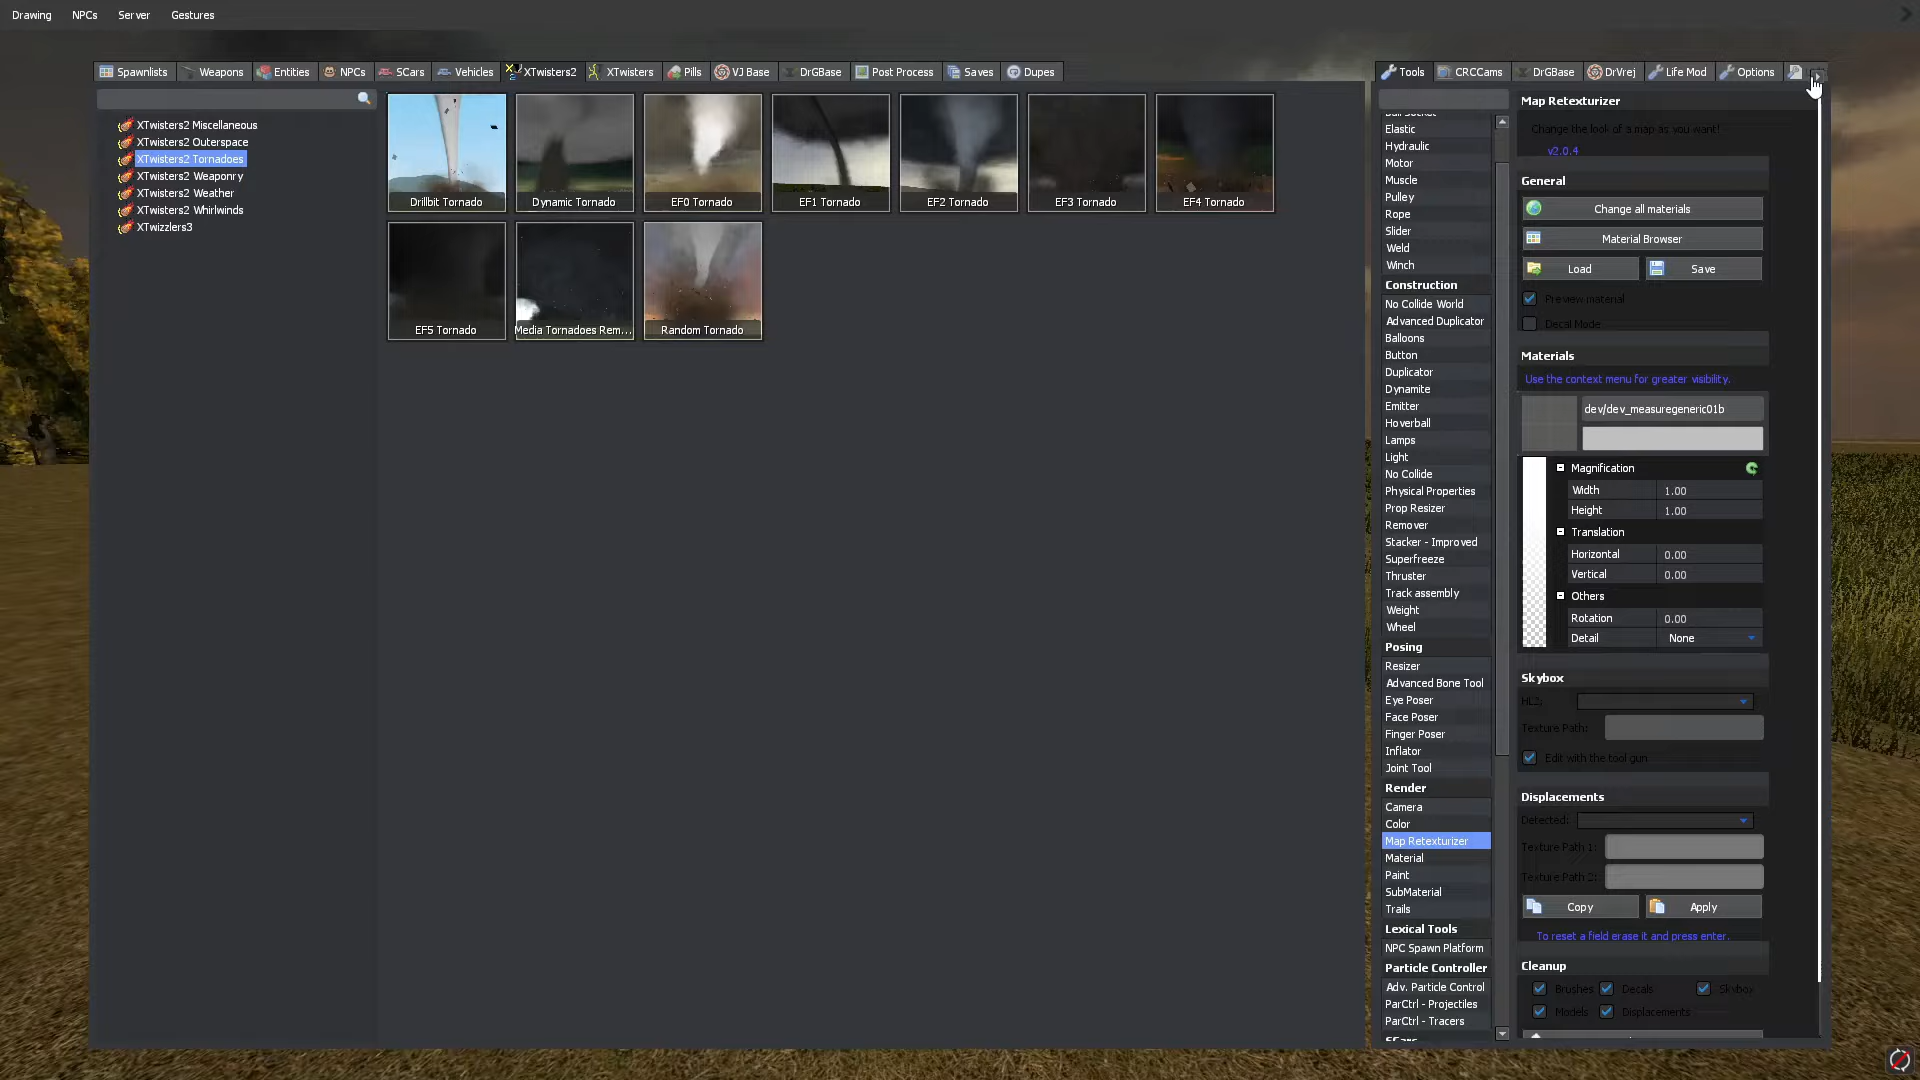 Drawing NPCs Server Gestures
Spawnlists Weapons Entities NPCs SCars Vehicles XTwisters2 XTwisters Pills VJ Base DrGBase Post Process Saves Dupes
XTwisters2 Miscellaneous
XTwisters2 Outerspace
XTwisters2 Tornadoes
XTwisters2 Weaponry
XTwisters2 Weather
XTwisters2 Whirlwinds
XTwizzlers3
Drillbit Tornado Dynamic Tornado EF0 Tornado EF1 Tornado EF2 Tornado EF3 Tornado EF4 Tornado
EF5 Tornado Media Tornadoes Rem... Random Tornado
Tools CRCCams DrGBase DrVrej Life Mod Options
Ball Socket
Elastic
Hydraulic
Motor
Muscle
Pulley
Rope
Slider
Weld
Winch
Construction
No Collide World
Advanced Duplicator
Balloons
Button
Duplicator
Dynamite
Emitter
Hoverball
Lamps
Light
No Collide
Physical Properties
Prop Resizer
Remover
Stacker - Improved
Superfreeze
Thruster
Track assembly
Weight
Wheel
Posing
Resizer
Advanced Bone Tool
Eye Poser
Face Poser
Finger Poser
Inflator
Joint Tool
Render
Camera
Color
Map Retexturizer
Material
Paint
SubMaterial
Trails
Lexical Tools
NPC Spawn Platform
Particle Controller
Adv. Particle Control
ParCtrl - Projectiles
ParCtrl - Tracers
SCars
Map Retexturizer
Change the look of a map as you want!
v2.0.4
General
Change all materials
Material Browser
Load Save
Preview material
Decal Mode
Materials
Use the context menu for greater visibility.
dev/dev_measuregeneric01b
Magnification
Width 1.00
Height 1.00
Translation
Horizontal 0.00
Vertical 0.00
Others
Rotation 0.00
Detail None
Skybox
HL2:
Texture Path:
Edit with the tool gun
Displacements
Detected:
Texture Path 1:
Texture Path 2:
Copy Apply
To reset a field erase it and press enter.
Cleanup
Brushes Decals Skybox
Models Displacements